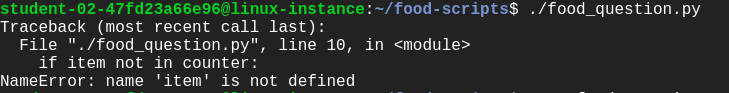 student-02-47fd23a66e96@linux-instance:~/food-scripts$ ./food_question.py
Traceback (most recent call last):
  File "./food_question.py", line 10, in <module>
    if item not in counter:
NameError: name 'item' is not defined